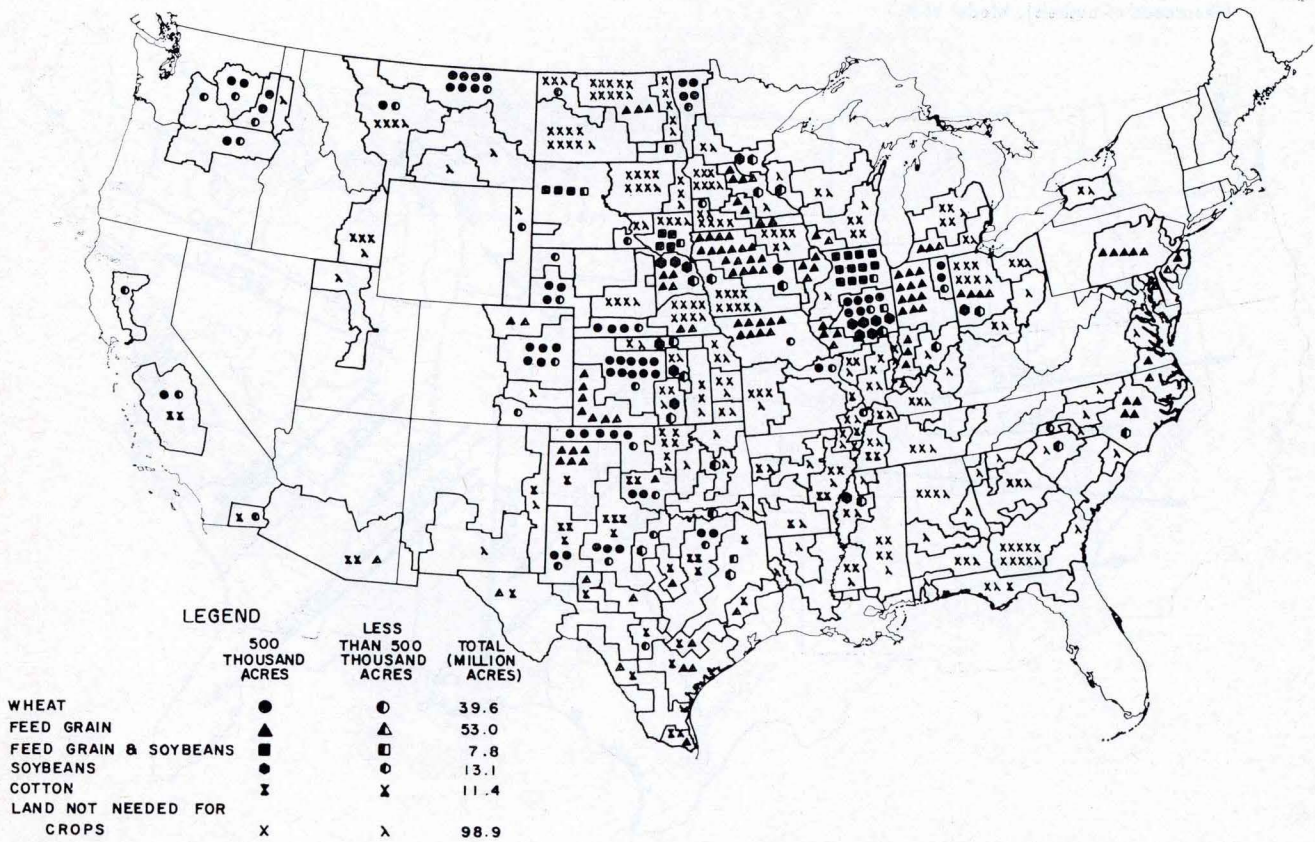 LEGEND
500 THOUSAND ACRES
LESS THAN 500 THOUSAND ACRES
TOTAL (MILLION ACRES)
WHEAT ● ◐ 39.6
FEED GRAIN ▲ ◭ 53.0
FEED GRAIN & SOYBEANS ■ ◧ 7.8
SOYBEANS 13.1
COTTON 11.4
LAND NOT NEEDED FOR
CROPS X λ 98.9